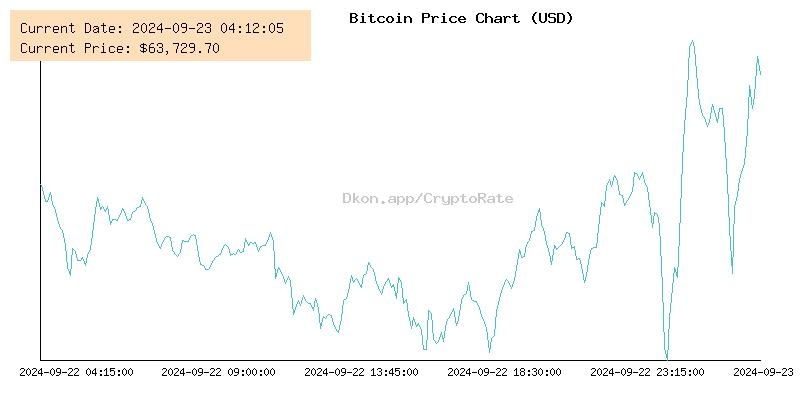 Bitcoin Price Chart (USD)
Current Date: 2024-09-23 04:12:05
Current Price: $63,729.70
Dkon.app/CryptoRate
2024-09-22 04:15:00 2024-09-22 09:00:00 2024-09-22 13:45:00 2024-09-22 18:30:00 2024-09-22 23:15:00 2024-09-23